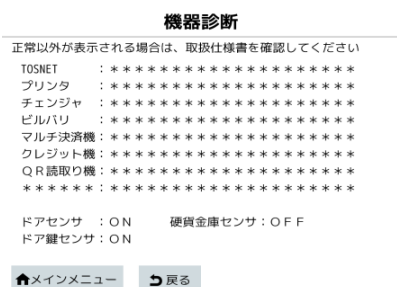 機器診断
正常以外が表示される場合は、取扱仕様書を確認してください
TOSNET ：＊＊＊＊＊＊＊＊＊＊＊＊＊＊＊＊＊＊＊＊
プリンタ ：＊＊＊＊＊＊＊＊＊＊＊＊＊＊＊＊＊＊＊＊
チェンジャ ：＊＊＊＊＊＊＊＊＊＊＊＊＊＊＊＊＊＊＊＊
ビルバリ ：＊＊＊＊＊＊＊＊＊＊＊＊＊＊＊＊＊＊＊＊
マルチ決済機：＊＊＊＊＊＊＊＊＊＊＊＊＊＊＊＊＊＊＊＊
クレジット機：＊＊＊＊＊＊＊＊＊＊＊＊＊＊＊＊＊＊＊＊
ＱＲ読取り機：＊＊＊＊＊＊＊＊＊＊＊＊＊＊＊＊＊＊＊＊
＊＊＊＊＊＊：＊＊＊＊＊＊＊＊＊＊＊＊＊＊＊＊＊＊＊＊
ドアセンサ ：ＯＮ 硬貨金庫センサ：ＯＦＦ
ドア鍵センサ：ＯＮ
メインメニュー 戻る